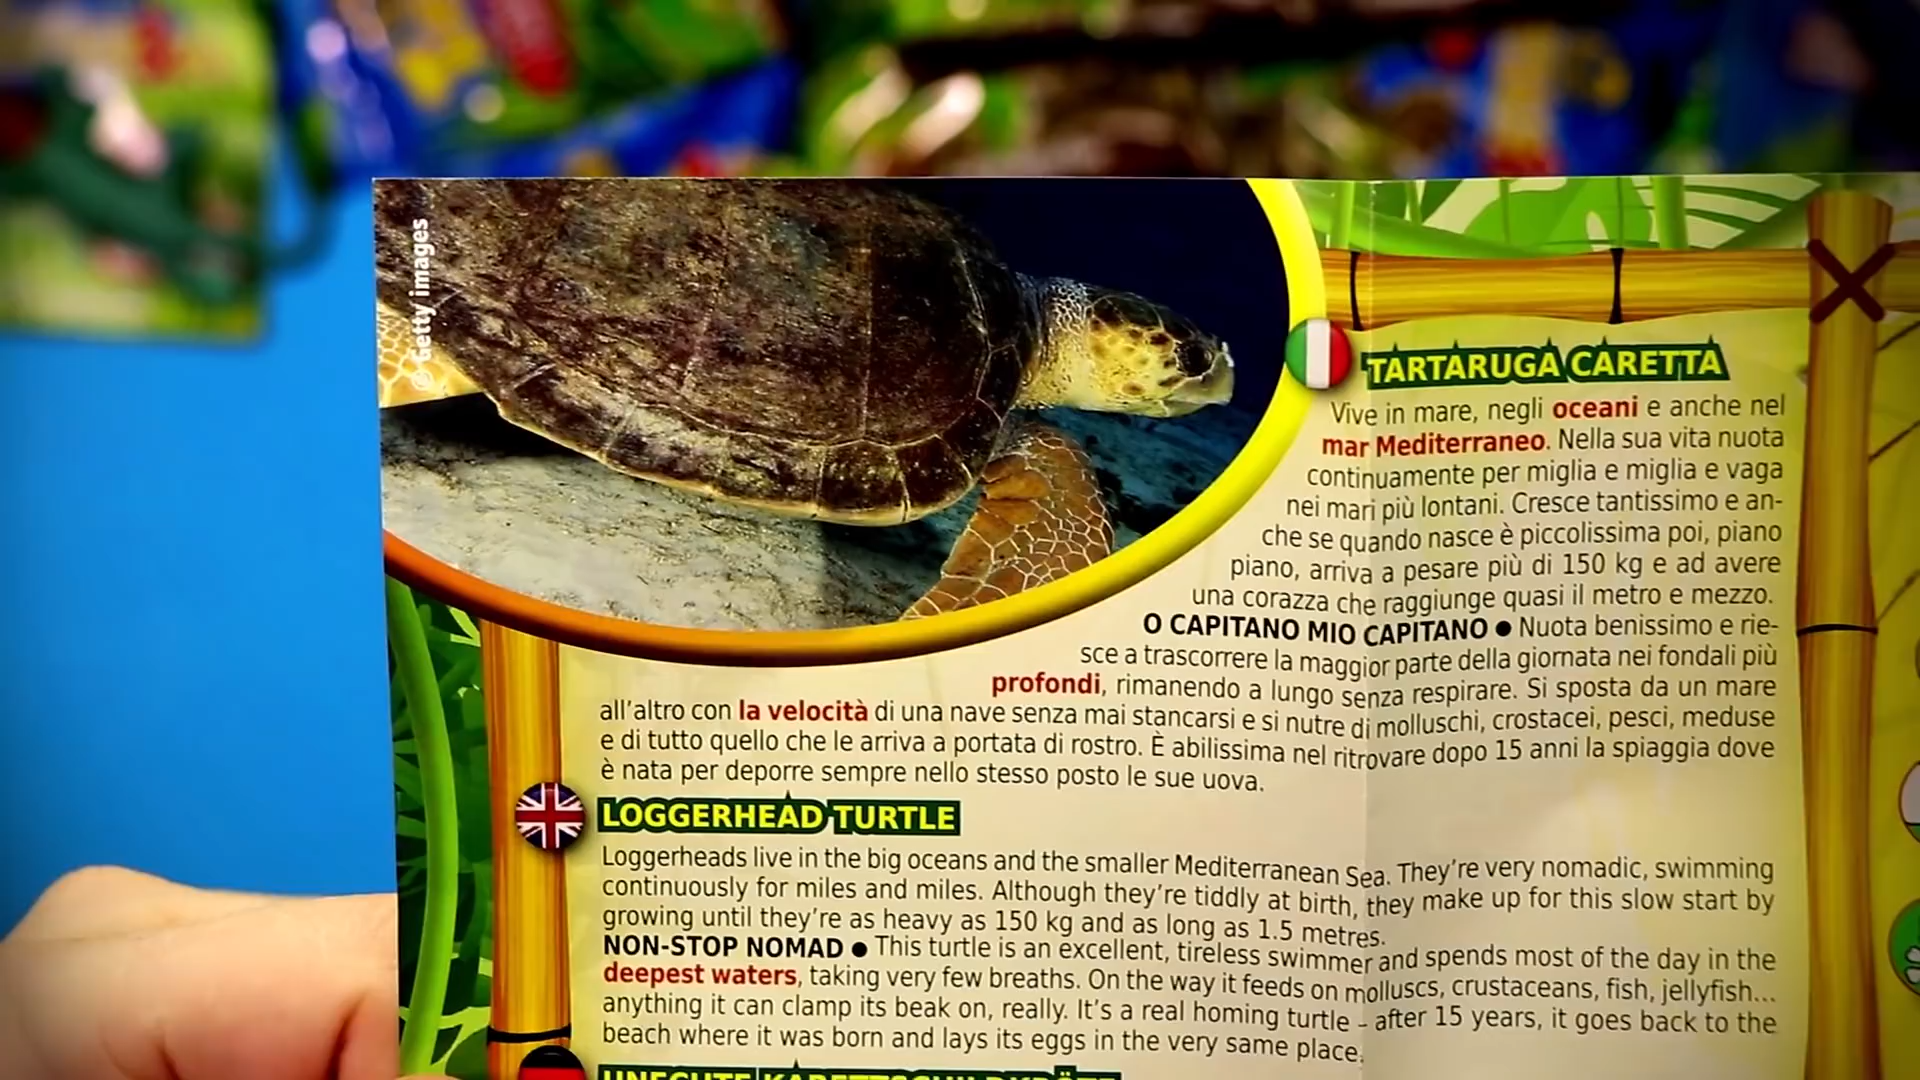 © Getty images
TARTARUGA CARETTA
Vive in mare, negli oceani e anche nel
mar Mediterraneo. Nella sua vita nuota
continuamente per miglia e miglia e vaga
nei mari più lontani. Cresce tantissimo e an-
che se quando nasce è piccolissima poi, piano
piano, arriva a pesare più di 150 kg e ad avere
una corazza che raggiunge quasi il metro e mezzo.
O CAPITANO MIO CAPITANO ● Nuota benissimo e rie-
sce a trascorrere la maggior parte della giornata nei fondali più
profondi, rimanendo a lungo senza respirare. Si sposta da un mare
all'altro con la velocità di una nave senza mai stancarsi e si nutre di molluschi, crostacei, pesci, meduse
e di tutto quello che le arriva a portata di rostro. È abilissima nel ritrovare dopo 15 anni la spiaggia dove
è nata per deporre sempre nello stesso posto le sue uova.
LOGGERHEAD TURTLE
Loggerheads live in the big oceans and the smaller Mediterranean Sea. They're very nomadic, swimming
continuously for miles and miles. Although they're tiddly at birth, they make up for this slow start by
growing until they're as heavy as 150 kg and as long as 1.5 metres.
NON-STOP NOMAD ● This turtle is an excellent, tireless swimmer and spends most of the day in the
deepest waters, taking very few breaths. On the way it feeds on molluscs, crustaceans, fish, jellyfish...
anything it can clamp its beak on, really. It's a real homing turtle - after 15 years, it goes back to the
beach where it was born and lays its eggs in the very same place.
UNECHTE KARETTSCHILDKRÖTE